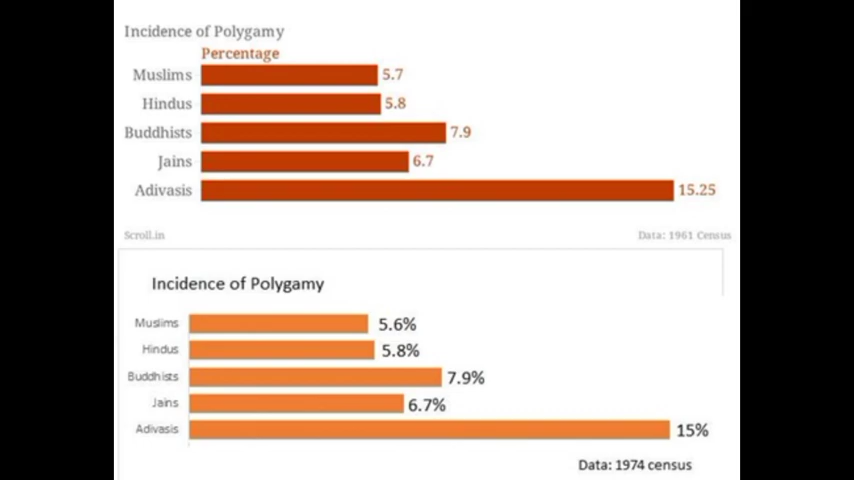 Incidence of Polygamy
Percentage
Muslims 5.7
Hindus 5.8
Buddhists 7.9
Jains 6.7
Adivasis 15.25
Scroll.in Data: 1961 Census
Incidence of Polygamy
Muslims 5.6%
Hindus 5.8%
Buddhists 7.9%
Jains 6.7%
Adivasis 15%
Data: 1974 census